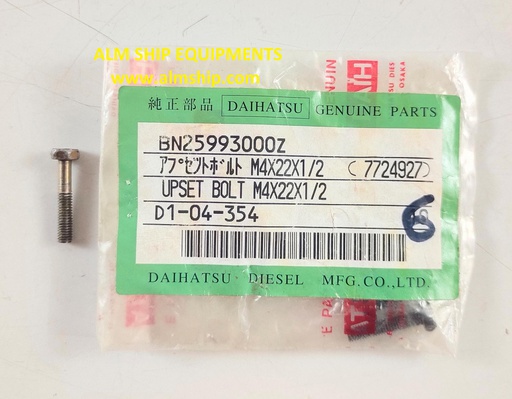 ALM SHIP EQUIPMENTS
www.almship.com
純正部品 DAIHATSU GENUINE PARTS
BN25993000Z
アプセットボルト M4X22X1/2 (7724927)
UPSET BOLT M4X22X1/2
D1-04-354
6
DAIHATSU DIESEL MFG.CO.,LTD.
OSAKA